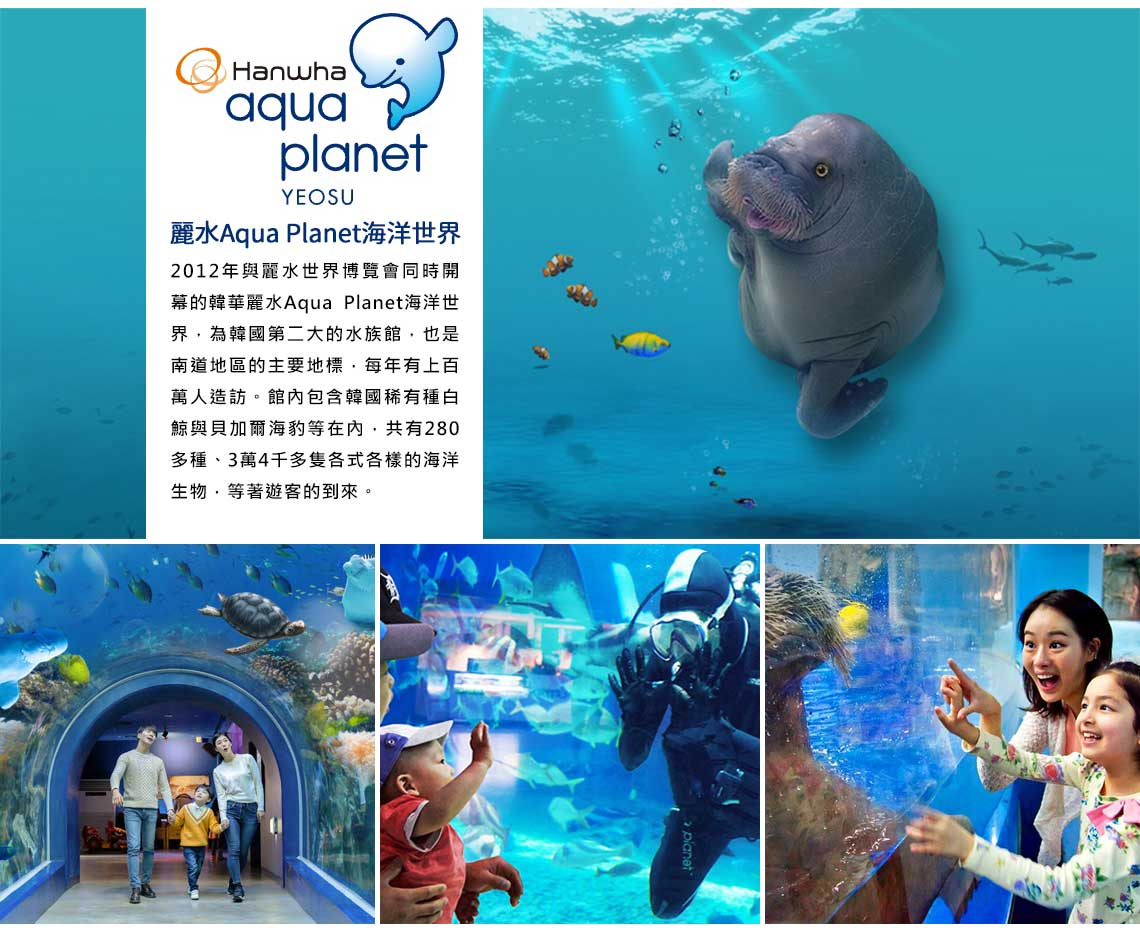 Hanwha
aqua
planet
YEOSU
麗水Aqua Planet海洋世界
2012年與麗水世界博覽會同時開
幕的韓華麗水Aqua Planet海洋世
界，為韓國第二大的水族館，也是
南道地區的主要地標，每年有上百
萬人造訪。館內包含韓國稀有種白
鯨與貝加爾海豹等在內，共有280
多種、3萬4千多隻各式各樣的海洋
生物，等著遊客的到來。
planet